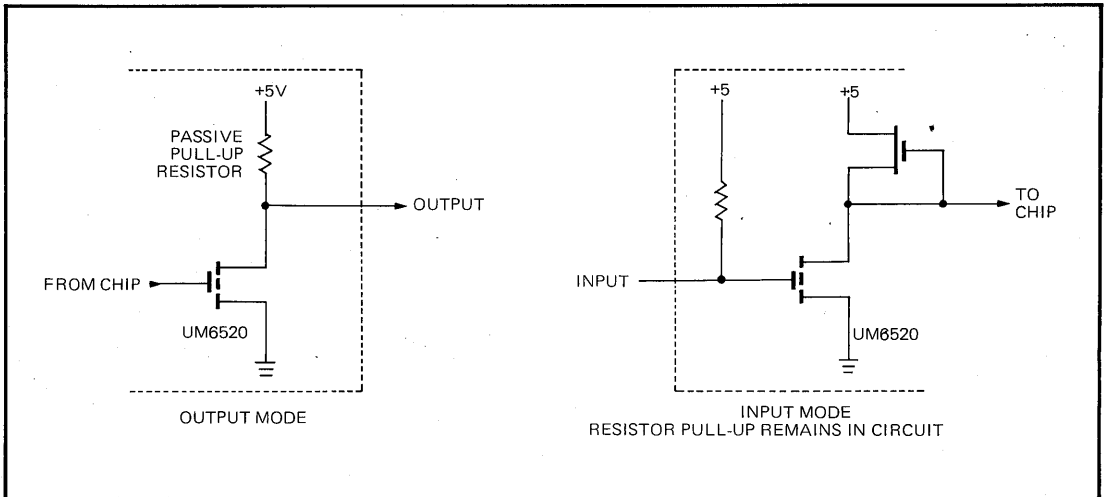 +5V
PASSIVE
PULL-UP
RESISTOR
OUTPUT
FROM CHIP
UM6520
OUTPUT MODE
+5
+5
TO
CHIP
INPUT
UM6520
INPUT MODE
RESISTOR PULL-UP REMAINS IN CIRCUIT